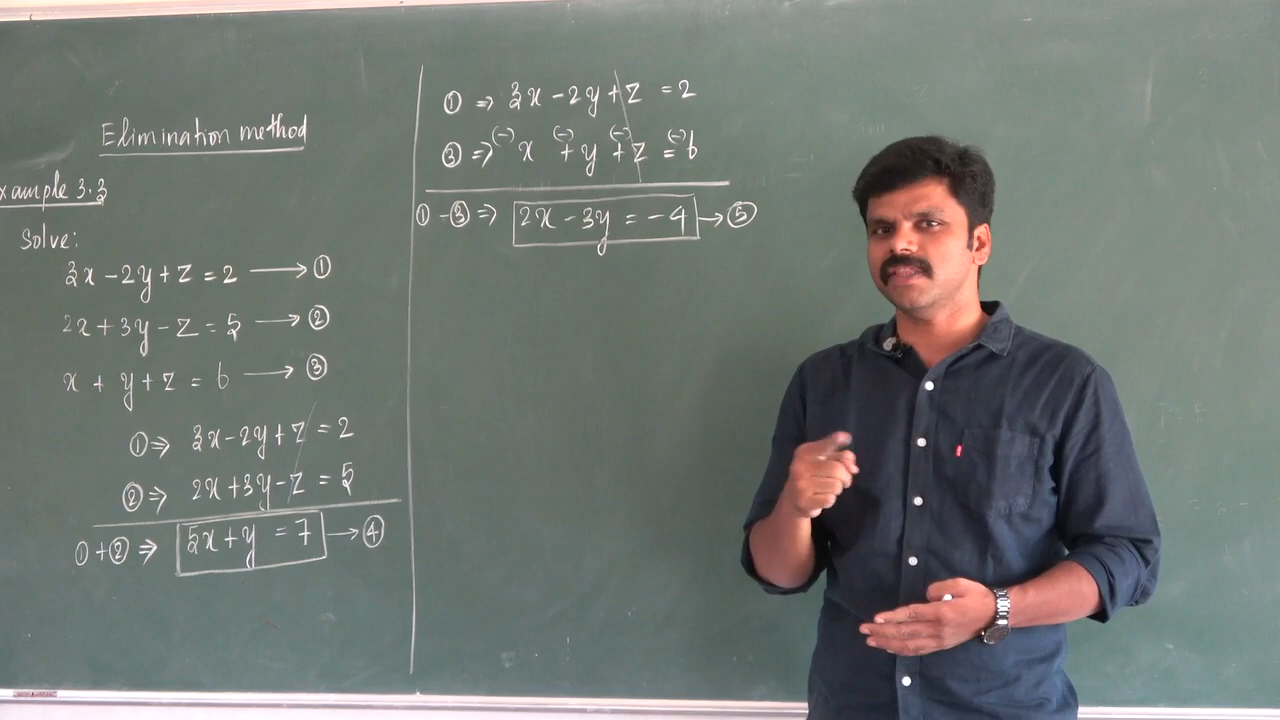 Elimination method
xample 3.3
Solve:
3x - 2y + z = 2 → ①
2x + 3y - z = 5 → ②
x + y + z = 6 → ③
① ⇒ 3x - 2y + z = 2
② ⇒ 2x + 3y - z = 5
① + ② ⇒ 5x + y = 7 → ④
① ⇒ 3x - 2y + z = 2
③ ⇒ (-) x (-) + y (-) + z (-) = 6
① - ③ ⇒ 2x - 3y = -4 → ⑤